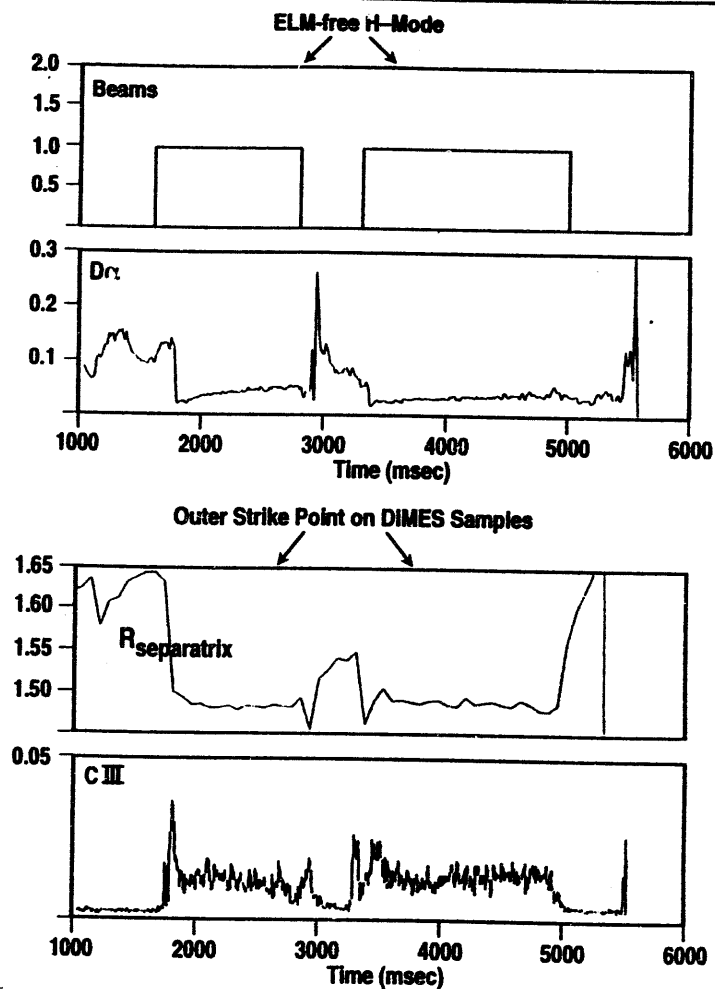 ELM-free H-Mode
2.0
Beams
1.5
1.0
0.5
0.3
Dα
0.2
0.1
1000 2000 3000 4000 5000 6000
Time (msec)
Outer Strike Point on DiMES Samples
1.65
1.60
1.55
Rseparatrix
1.50
0.05
C III
1000 2000 3000 4000 5000 6000
Time (msec)